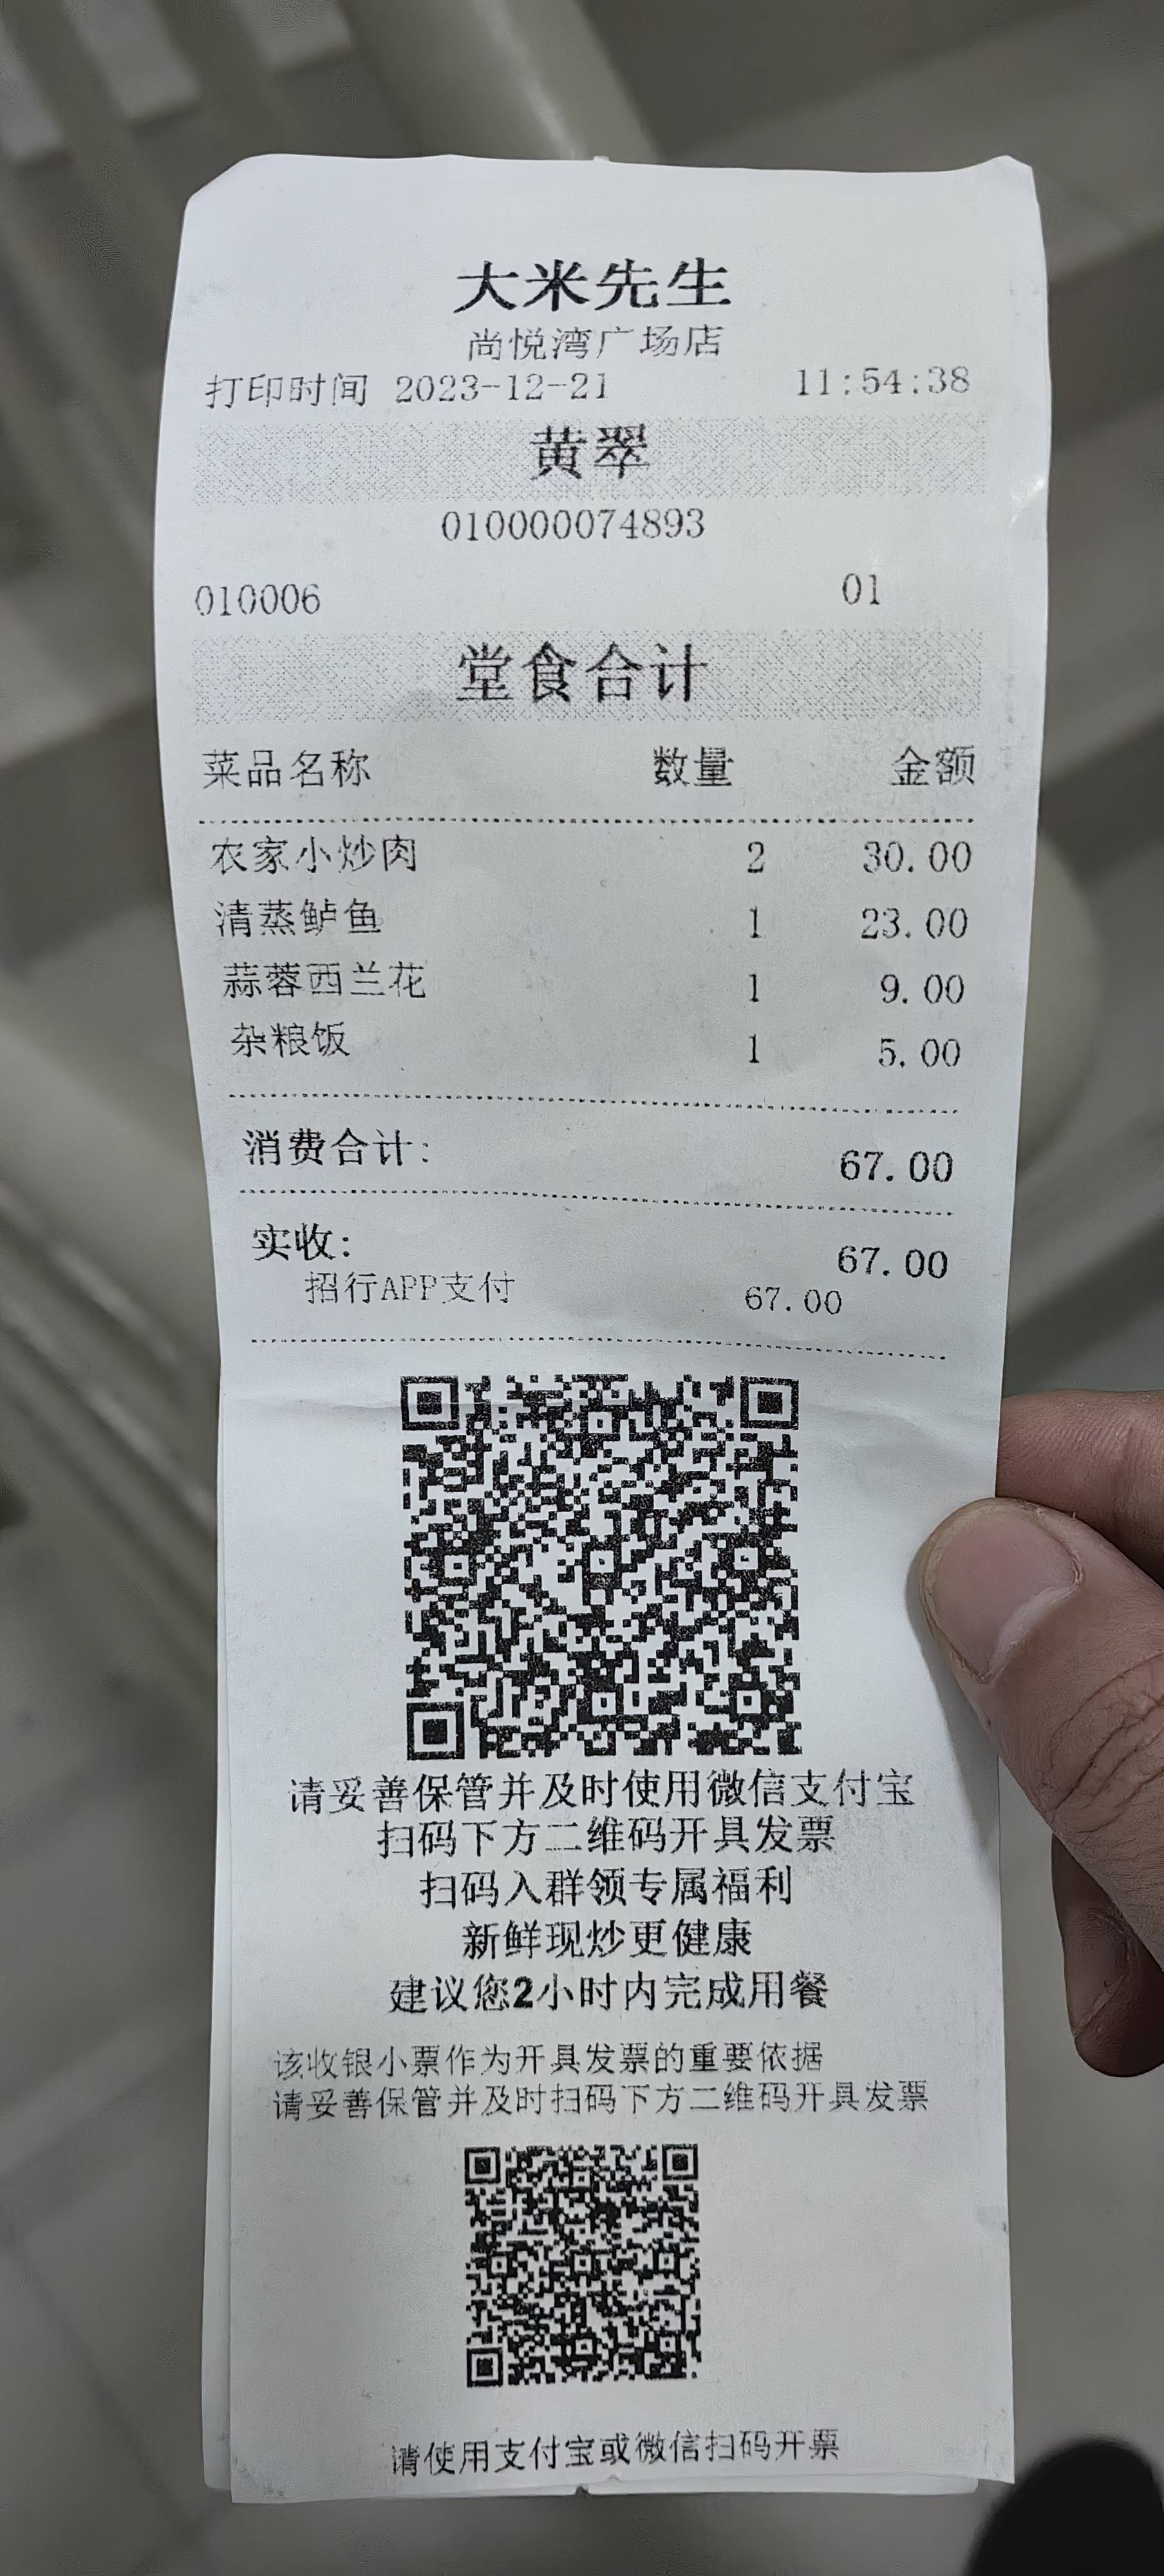 大米先生
尚悦湾广场店
打印时间 2023-12-21 11:54:38
黄翠
010000074893
010006 01
堂食合计
菜品名称 数量 金额
农家小炒肉 2 30.00
清蒸鲈鱼 1 23.00
蒜蓉西兰花 1 9.00
杂粮饭 1 5.00
消费合计: 67.00
实收: 67.00
招行APP支付 67.00
请妥善保管并及时使用微信支付宝
扫码下方二维码开具发票
扫码入群领专属福利
新鲜现炒更健康
建议您2小时内完成用餐
该收银小票作为开具发票的重要依据
请妥善保管并及时扫码下方二维码开具发票
请使用支付宝或微信扫码开票